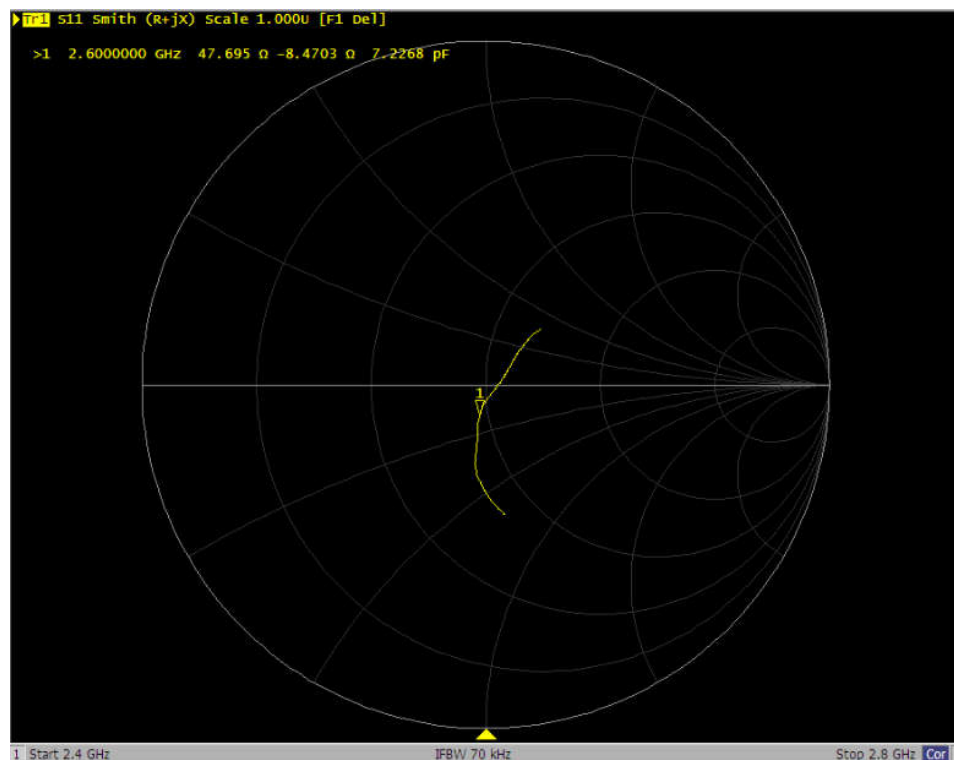 Tr1 S11 Smith (R+jX) Scale 1.000U [F1 Del]
>1 2.6000000 GHz 47.695 Ω -8.4703 Ω 7.2268 pF
1
1 Start 2.4 GHz IFBW 70 kHz Stop 2.8 GHz Cor